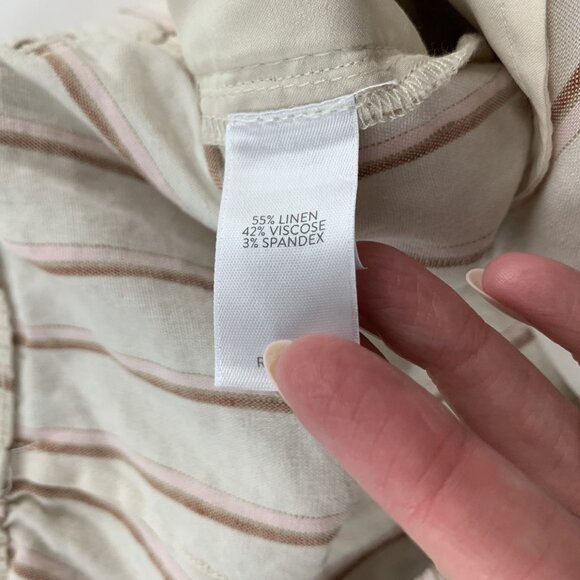 55% LINEN
42% VISCOSE
3% SPANDEX